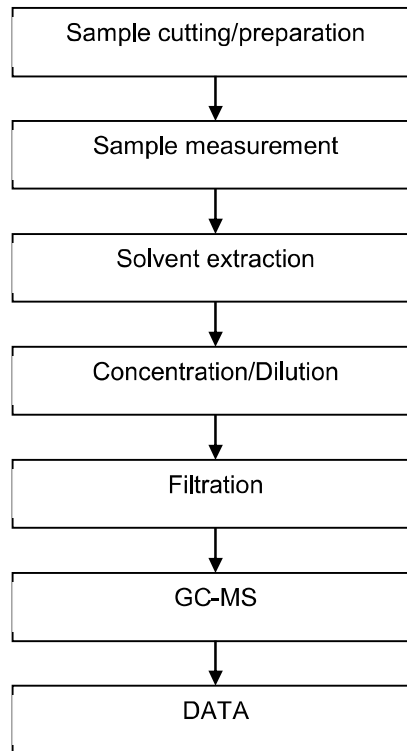 Sample cutting/preparation
Sample measurement
Solvent extraction
Concentration/Dilution
Filtration
GC-MS
DATA